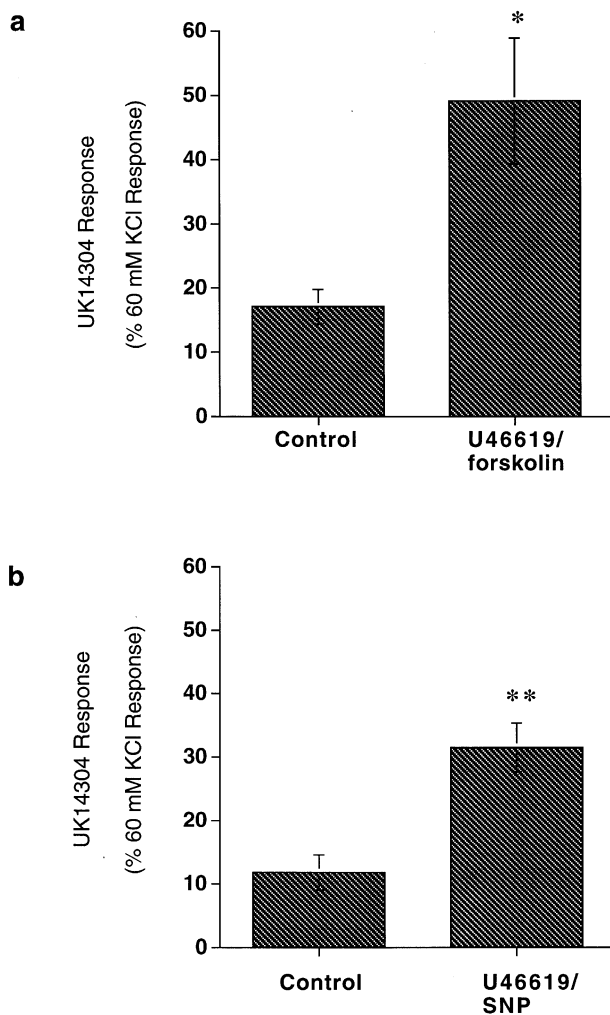 a
UK14304 Response
(% 60 mM KCl Response)
60
50
40
30
20
10
0
*
Control
U46619/
forskolin
b
UK14304 Response
(% 60 mM KCl Response)
60
50
40
30
20
10
0
**
Control
U46619/
SNP